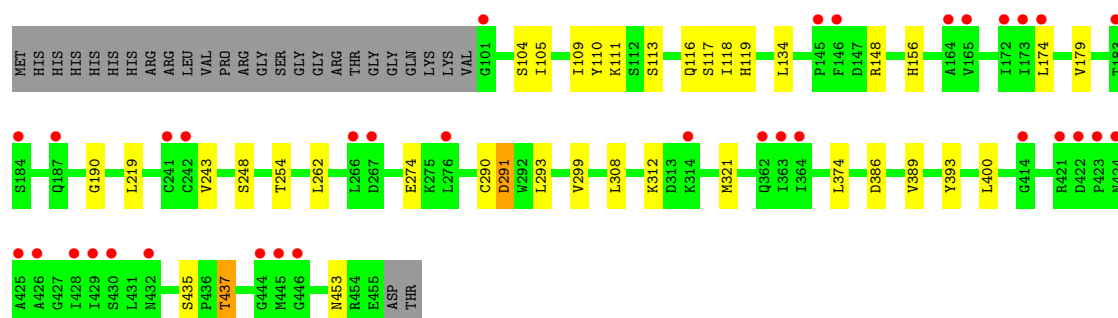 MET HIS HIS HIS HIS HIS HIS ARG ARG LEU VAL PRO ARG GLY SER GLY GLY ARG THR GLY GLY GLN LYS LYS VAL G101 S104 I105 I109 Y110 K111 S112 S113 Q116 S117 I118 H119 L134 P145 F146 D147 R148 H156 A164 V165 I172 I173 L174 V179 T183
S184 Q187 G190 L219 C241 C242 V243 S248 T254 L262 L266 D267 E274 K275 L276 C290 D291 W292 L293 V299 L308 K312 D313 K314 M321 Q362 I363 I364 L374 D386 V389 Y393 L400 G414 R421 D422 P423 N424
A425 A426 G427 I428 I429 S430 L431 N432 S435 P436 T437 G444 M445 G446 N453 R454 E455 ASP THR